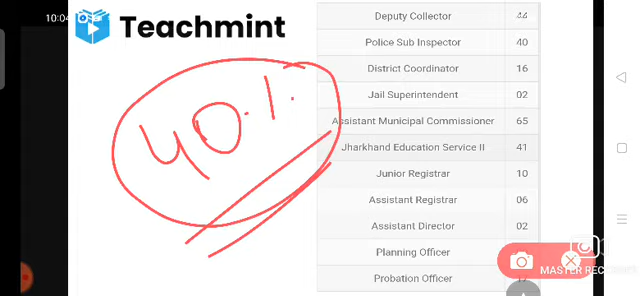 10:04
Teachmint
Deputy Collector 44
Police Sub Inspector 40
District Coordinator 16
Jail Superintendent 02
40%
Assistant Municipal Commissioner 65
Jharkhand Education Service II 41
Junior Registrar 10
Assistant Registrar 06
Assistant Director 02
Planning Officer
MASTER RECORDER
Probation Officer